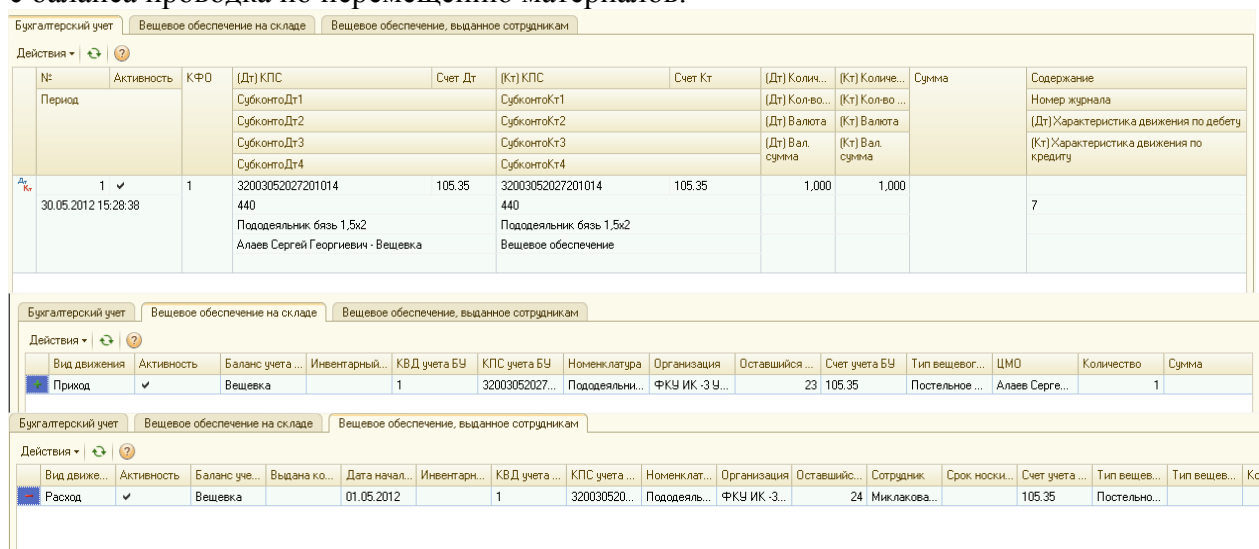 с баланса проводка по перемещению материалов.
Бухгалтерский учет Вещевое обеспечение на складе Вещевое обеспечение, выданное сотрудникам
Действия
№ Активность КФО (Дт) КПС Счет Дт (Кт) КПС Счет Кт (Дт) Колич... (Кт) Количе... Сумма Содержание
Период СубконтоДт1 СубконтоКт1 (Дт) Кол-во... (Кт) Кол-во ... Номер журнала
СубконтоДт2 СубконтоКт2 (Дт) Валюта (Кт) Валюта (Дт) Характеристика движения по дебету
СубконтоДт3 СубконтоКт3 (Дт) Вал. сумма (Кт) Вал. сумма (Кт) Характеристика движения по кредиту
СубконтоДт4 СубконтоКт4
Дт Кт 1 1 32003052027201014 105.35 32003052027201014 105.35 1,000 1,000
30.05.2012 15:28:38 440 440 7
Пододеяльник бязь 1,5х2 Пододеяльник бязь 1,5х2
Алаев Сергей Георгиевич - Вещевка Вещевое обеспечение
Бухгалтерский учет Вещевое обеспечение на складе Вещевое обеспечение, выданное сотрудникам
Действия
Вид движения Активность Баланс учета ... Инвентарный... КВД учета БУ КПС учета БУ Номенклатура Организация Оставшийся ... Счет учета БУ Тип вещевог... ЦМО Количество Сумма
Приход Вещевка 1 32003052027... Пододеяльни... ФКУ ИК -3 У... 23 105.35 Постельное ... Алаев Серге... 1
Бухгалтерский учет Вещевое обеспечение на складе Вещевое обеспечение, выданное сотрудникам
Действия
Вид движе... Активность Баланс уче... Выдана ко... Дата начал... Инвентарн... КВД учета ... КПС учета ... Номенклат... Организация Оставшийс... Сотрудник Срок носки... Счет учета ... Тип вещев... Тип вещев... Ко
Расход Вещевка 01.05.2012 1 320030520... Пододеяль... ФКУ ИК -3... 24 Миклакова... 105.35 Постельно...